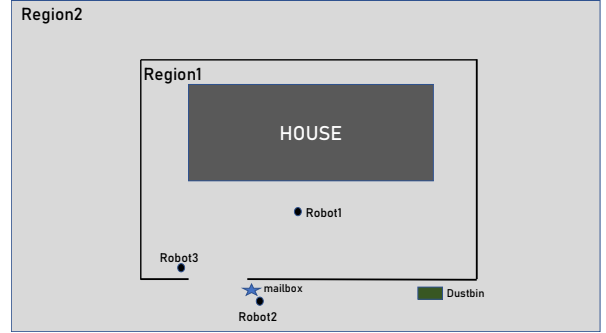 Region2
Region1
HOUSE
Robot1
Robot3
mailbox
Dustbin
Robot2